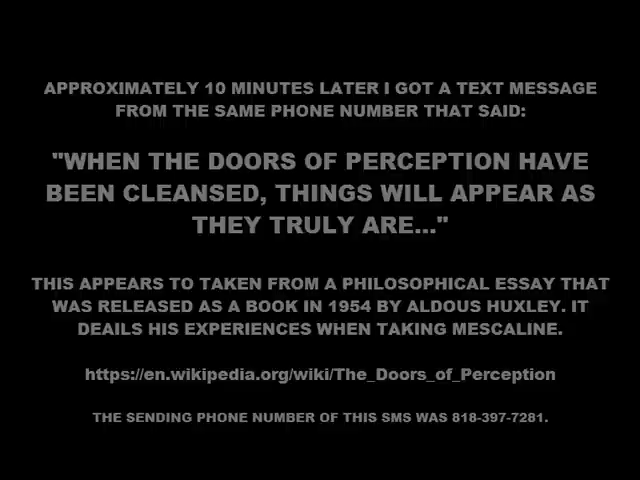 APPROXIMATELY 10 MINUTES LATER I GOT A TEXT MESSAGE
FROM THE SAME PHONE NUMBER THAT SAID:
"WHEN THE DOORS OF PERCEPTION HAVE
BEEN CLEANSED, THINGS WILL APPEAR AS
THEY TRULY ARE..."
THIS APPEARS TO TAKEN FROM A PHILOSOPHICAL ESSAY THAT
WAS RELEASED AS A BOOK IN 1954 BY ALDOUS HUXLEY. IT
DEAILS HIS EXPERIENCES WHEN TAKING MESCALINE.
https://en.wikipedia.org/wiki/The_Doors_of_Perception
THE SENDING PHONE NUMBER OF THIS SMS WAS 818-397-7281.